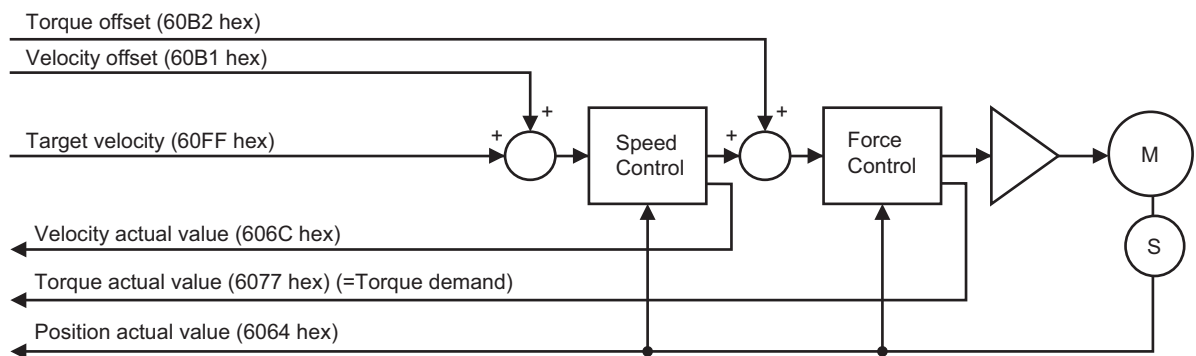 Torque offset (60B2 hex)
Velocity offset (60B1 hex)
+
+
Target velocity (60FF hex)
+
+
Speed
Control
Force
Control
M
Velocity actual value (606C hex)
S
Torque actual value (6077 hex) (=Torque demand)
Position actual value (6064 hex)